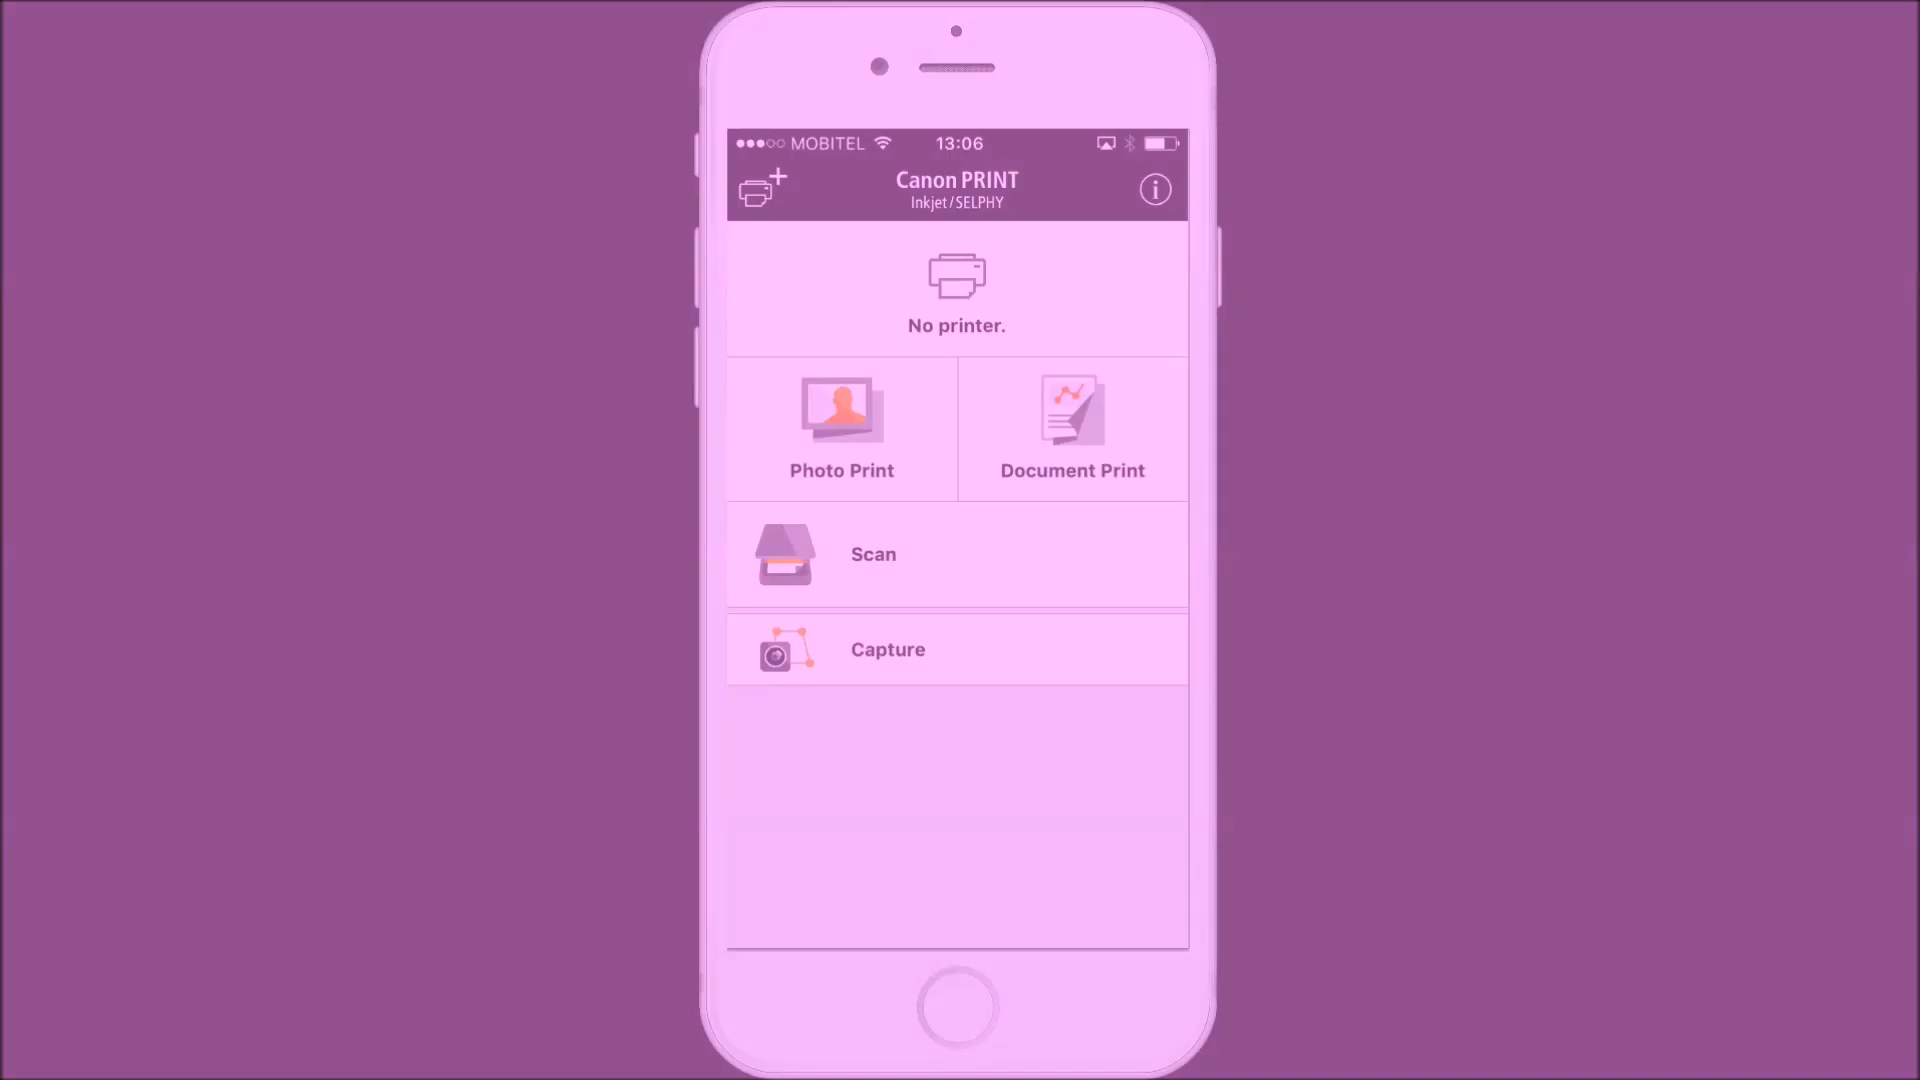 MOBITEL 13:06
Canon PRINT
Inkjet/SELPHY
No printer.
Photo Print
Document Print
Scan
Capture